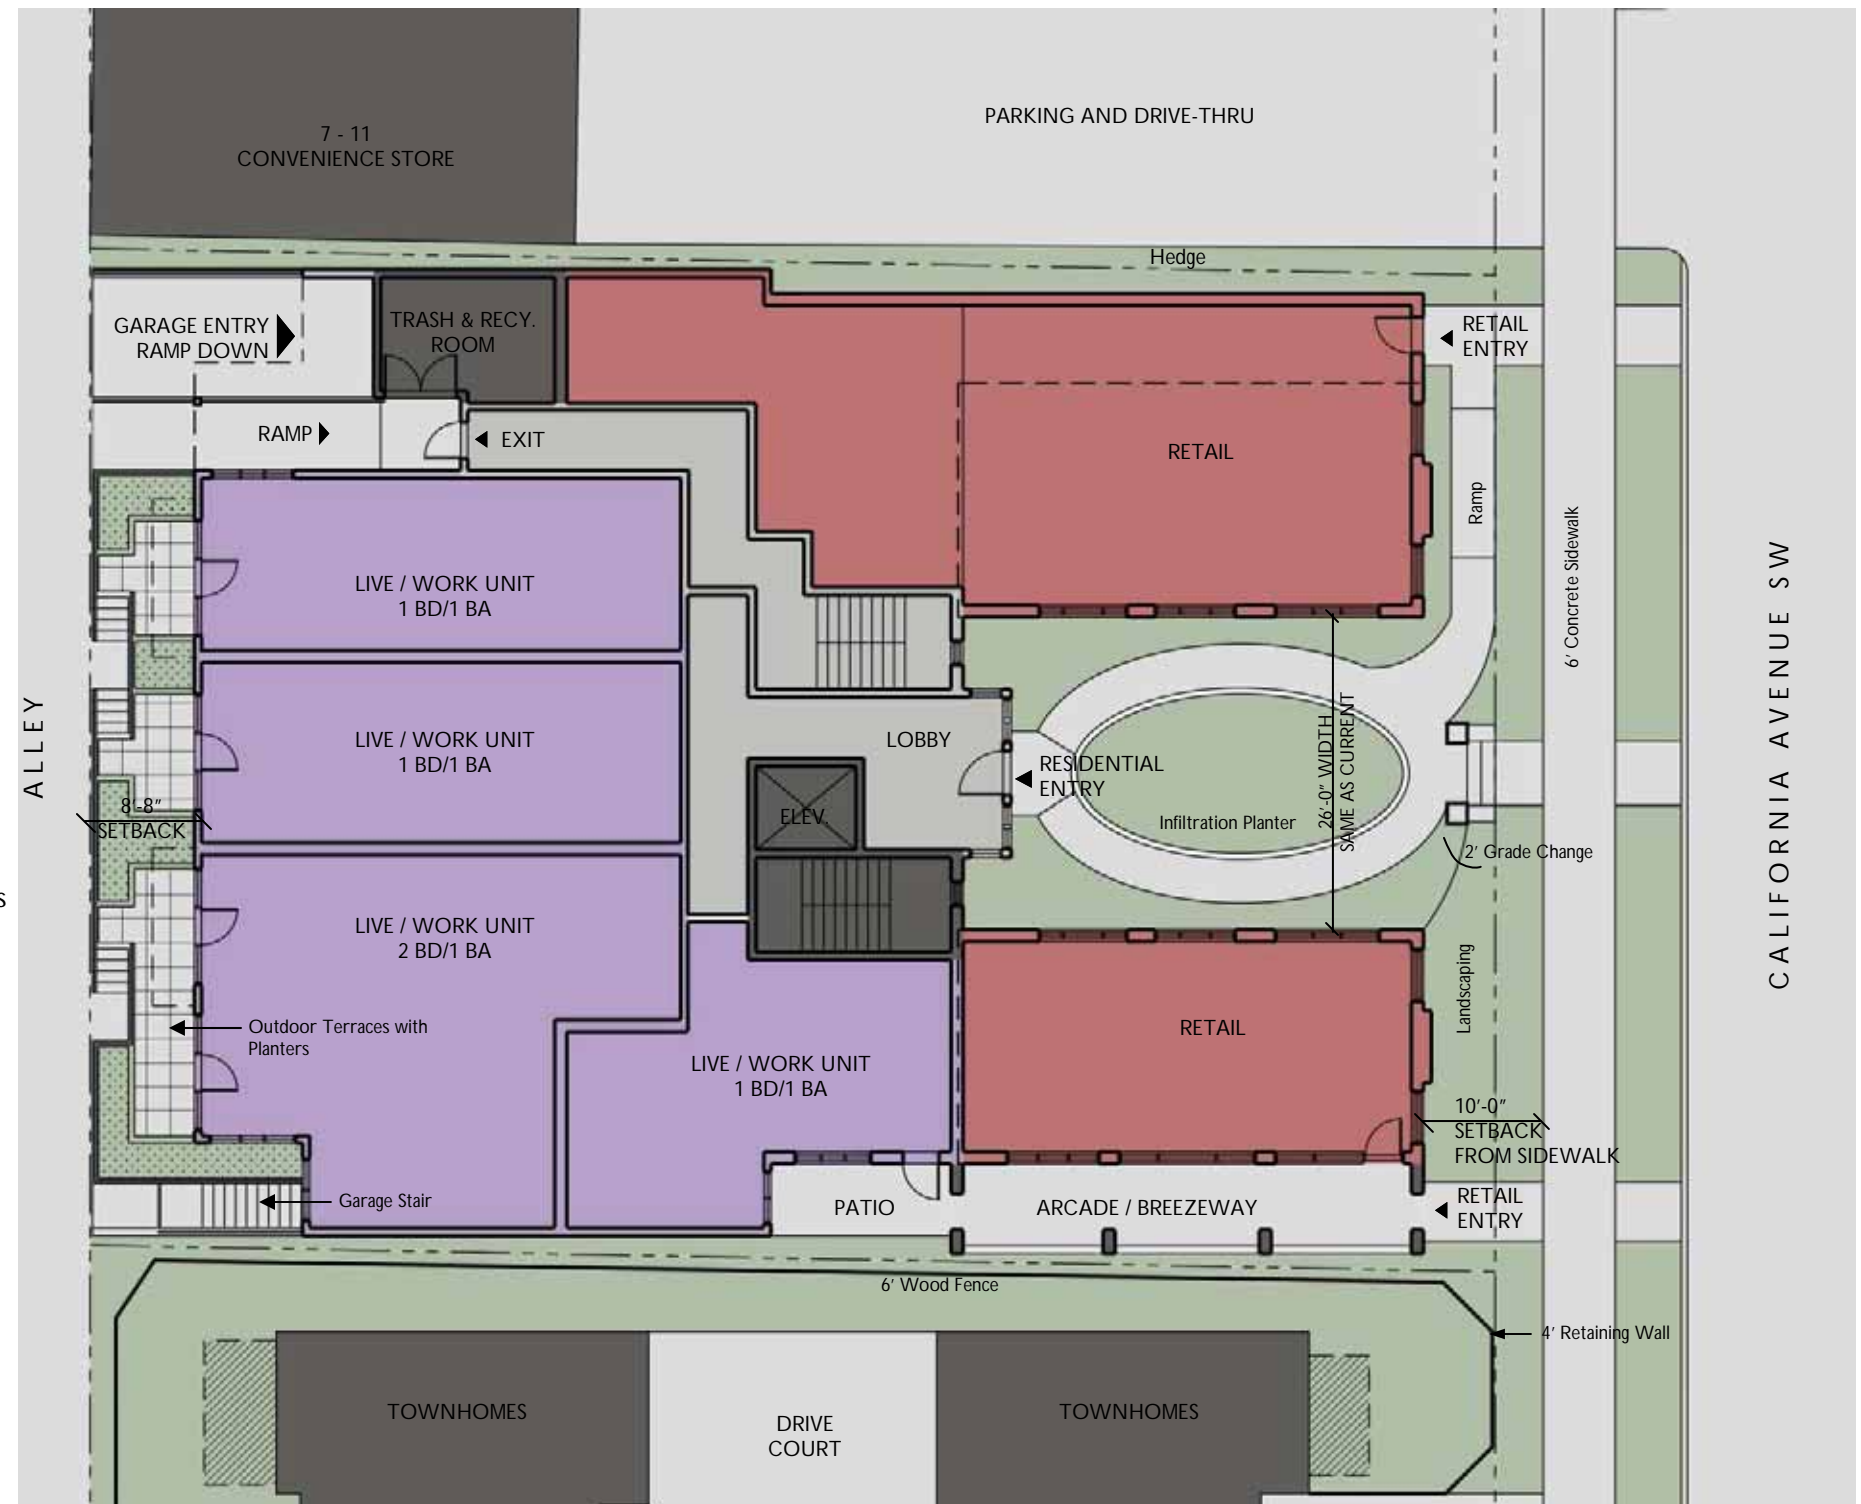 7 - 11
CONVENIENCE STORE
PARKING AND DRIVE-THRU
Hedge
GARAGE ENTRY
RAMP DOWN
TRASH & RECY.
ROOM
RETAIL
ENTRY
RAMP
EXIT
RETAIL
Ramp
6' Concrete Sidewalk
CALIFORNIA AVENUE SW
ALLEY
LIVE / WORK UNIT
1 BD/1 BA
LIVE / WORK UNIT
1 BD/1 BA
LOBBY
RESIDENTIAL
ENTRY
26'-0" WIDTH
SAME AS CURRENT
8'-8"
SETBACK
ELEV.
Infiltration Planter
2' Grade Change
S
LIVE / WORK UNIT
2 BD/1 BA
Landscaping
Outdoor Terraces with
Planters
RETAIL
LIVE / WORK UNIT
1 BD/1 BA
10'-0"
SETBACK
FROM SIDEWALK
Garage Stair
PATIO
ARCADE / BREEZEWAY
RETAIL
ENTRY
6' Wood Fence
4' Retaining Wall
TOWNHOMES
DRIVE
COURT
TOWNHOMES